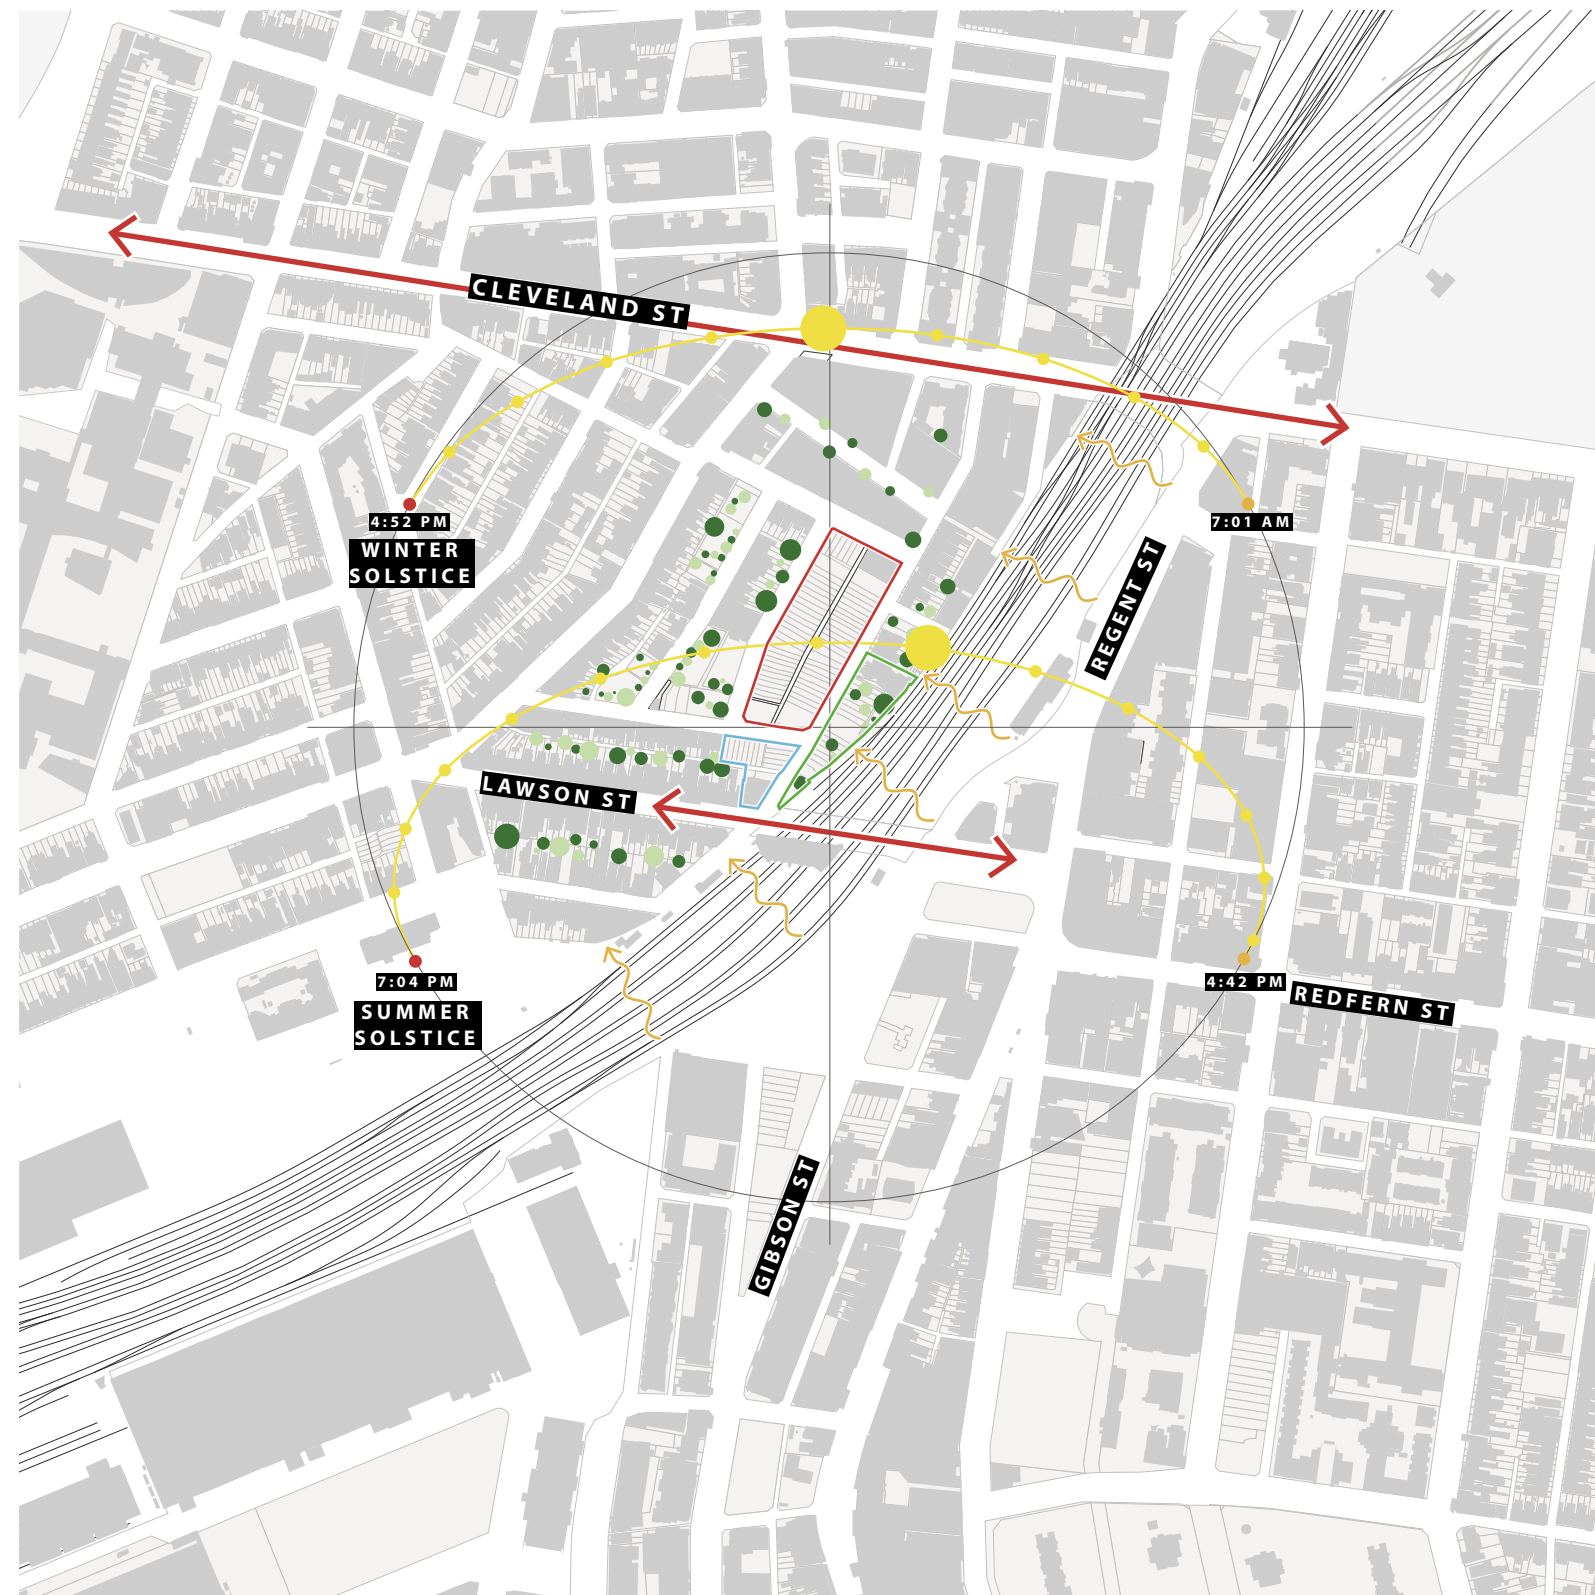 CLEVELAND ST
4:52 PM
WINTER
SOLSTICE
7:01 AM
REGENT ST
LAWSON ST
7:04 PM
SUMMER
SOLSTICE
4:42 PM
REDFERN ST
GIBSON ST